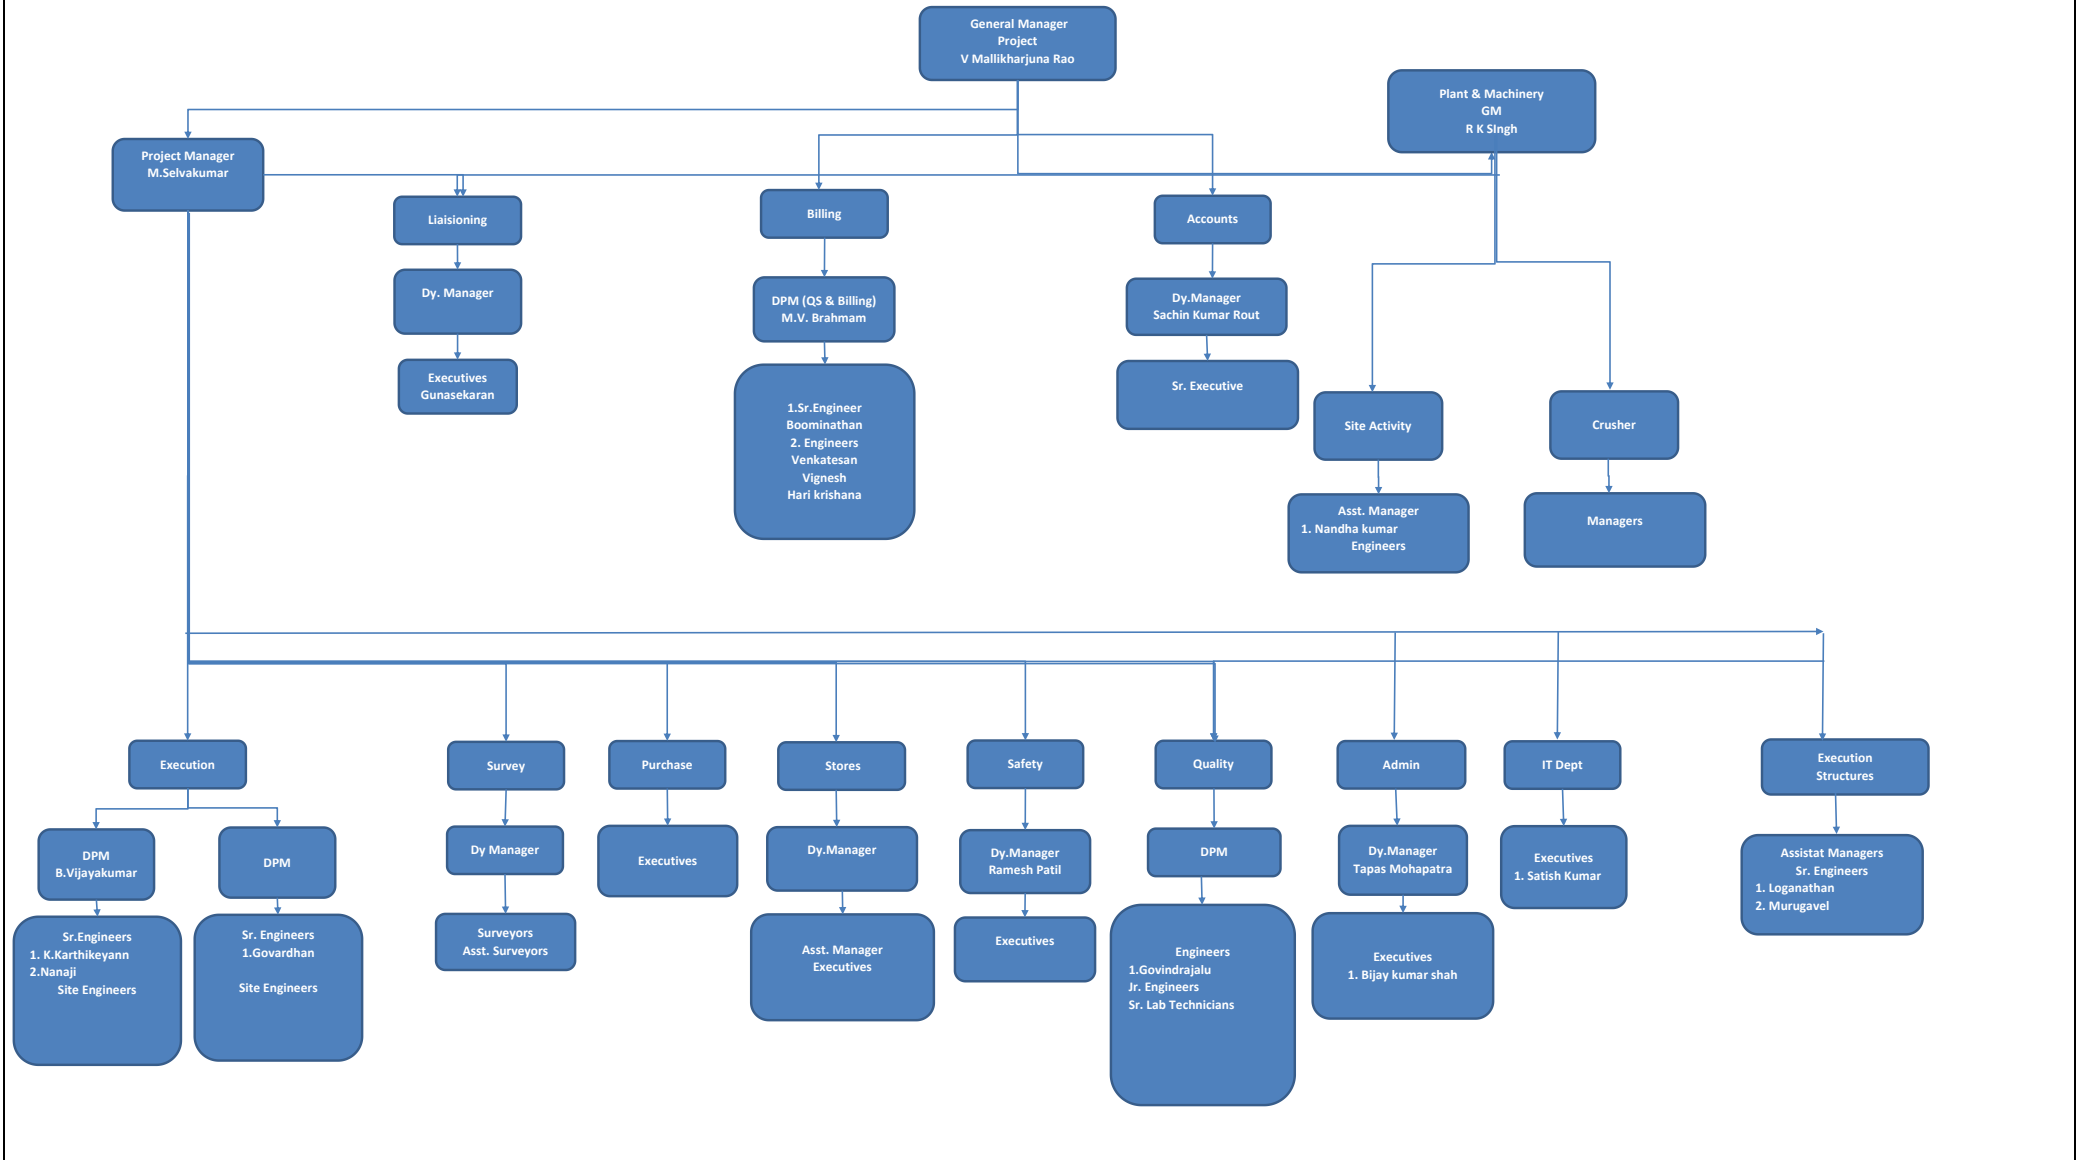 General Manager
Project
V Mallikharjuna Rao
Plant & Machinery
GM
R K SIngh
Project Manager
M.Selvakumar
Liaisioning
Billing
Accounts
Dy. Manager
DPM (QS & Billing)
M.V. Brahmam
Dy.Manager
Sachin Kumar Rout
Executives
Gunasekaran
1.Sr.Engineer
Boominathan
2. Engineers
Venkatesan
Vignesh
Hari krishana
Sr. Executive
Site Activity
Crusher
Asst. Manager
1. Nandha kumar
Engineers
Managers
Execution
Survey
Purchase
Stores
Safety
Quality
Admin
IT Dept
Execution
Structures
DPM
B.Vijayakumar
DPM
Dy Manager
Executives
Dy.Manager
Dy.Manager
Ramesh Patil
DPM
Dy.Manager
Tapas Mohapatra
Executives
1. Satish Kumar
Assistat Managers
Sr. Engineers
1. Loganathan
2. Murugavel
Sr.Engineers
1. K.Karthikeyann
2.Nanaji
Site Engineers
Sr. Engineers
1.Govardhan
Site Engineers
Surveyors
Asst. Surveyors
Asst. Manager
Executives
Executives
Engineers
1.Govindrajalu
Jr. Engineers
Sr. Lab Technicians
Executives
1. Bijay kumar shah